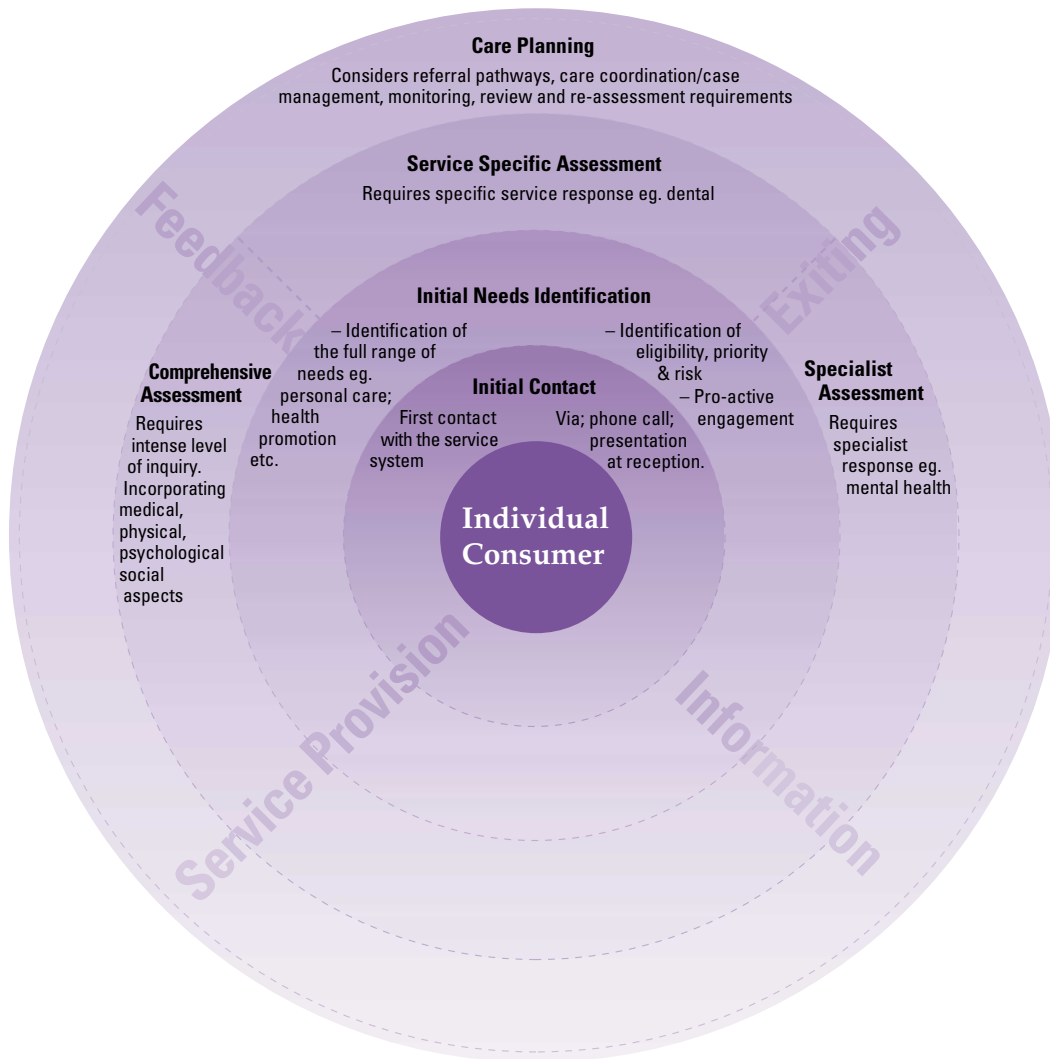 Care Planning
Considers referral pathways, care coordination/case
management, monitoring, review and re-assessment requirements
Service Specific Assessment
Requires specific service response eg. dental
Feedback
Exiting
Initial Needs Identification
– Identification of
the full range of
needs eg.
personal care;
health
promotion
etc.
– Identification of
eligibility, priority
& risk
– Pro-active
engagement
Comprehensive
Assessment
Requires
intense level
of inquiry.
Incorporating
medical,
physical,
psychological
social
aspects
Initial Contact
First contact
with the service
system
Via; phone call;
presentation
at reception.
Specialist
Assessment
Requires
specialist
response eg.
mental health
Individual
Consumer
Service Provision
Information